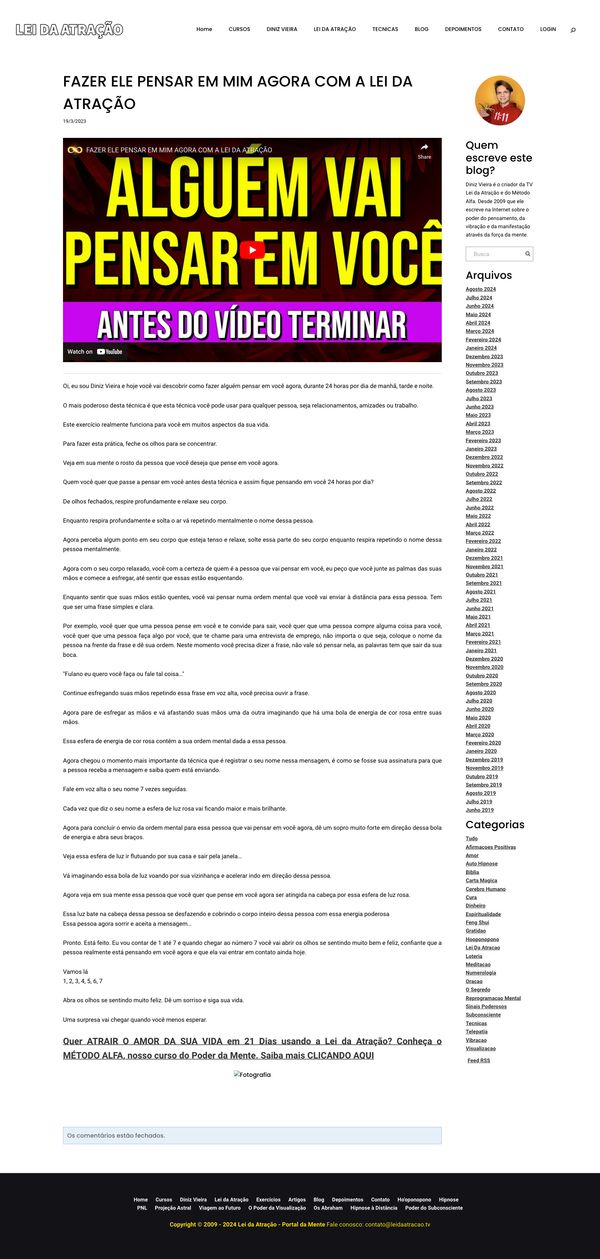 LEI DA ATRAÇÃO
Home CURSOS DINIZ VIEIRA LEI DA ATRAÇÃO TECNICAS BLOG DEPOIMENTOS CONTATO LOGIN
FAZER ELE PENSAR EM MIM AGORA COM A LEI DA
ATRAÇÃO
19/3/2023
FAZER ELE PENSAR EM MIM AGORA COM A LEI DA ATRAÇÃO
Share
ALGUÉM VAI
PENSAR EM VOCÊ
ANTES DO VÍDEO TERMINAR
Watch on YouTube
Oi, eu sou Diniz Vieira e hoje você vai descobrir como fazer alguém pensar em você agora, durante 24 horas por dia de manhã, tarde e noite.
O mais poderoso desta técnica é que esta técnica você pode usar para qualquer pessoa, seja relacionamentos, amizades ou trabalho.
Este exercício realmente funciona para você em muitos aspectos da sua vida.
Para fazer esta prática, feche os olhos para se concentrar.
Veja em sua mente o rosto da pessoa que você deseja que pense em você agora.
Quem você quer que passe a pensar em você antes desta técnica e assim fique pensando em você 24 horas por dia?
De olhos fechados, respire profundamente e relaxe seu corpo.
Enquanto respira profundamente e solta o ar vá repetindo mentalmente o nome dessa pessoa.
Agora perceba algum ponto em seu corpo que esteja tenso e relaxe, solte essa parte do seu corpo enquanto respira repetindo o nome dessa
pessoa mentalmente.
Agora com o seu corpo relaxado, você com a certeza de quem é a pessoa que vai pensar em você, eu peço que você junte as palmas das suas
mãos e comece a esfregar, até sentir que essas estão esquentando.
Enquanto sentir que suas mãos estão quentes, você vai pensar numa ordem mental que você vai enviar à distância para essa pessoa. Tem
que ser uma frase simples e clara.
Por exemplo, você quer que uma pessoa pense em você e te convide para sair, você quer que uma pessoa compre alguma coisa para você,
você quer que uma pessoa faça algo por você, que te chame para uma entrevista de emprego, não importa o que seja, coloque o nome da
pessoa na frente da frase e dê sua ordem. Neste momento você precisa dizer a frase, não vale só pensar nela, as palavras tem que sair da sua
boca.
"Fulano eu quero você faça ou fale tal coisa..."
Continue esfregando suas mãos repetindo essa frase em voz alta, você precisa ouvir a frase.
Agora pare de esfregar as mãos e vá afastando suas mãos uma da outra imaginando que há uma bola de energia de cor rosa entre suas
mãos.
Essa esfera de energia de cor rosa contém a sua ordem mental dada a essa pessoa.
Agora chegou o momento mais importante da técnica que é registrar o seu nome nessa mensagem, é como se fosse sua assinatura para que
a pessoa receba a mensagem e saiba quem está enviando.
Fale em voz alta o seu nome 7 vezes seguidas.
Cada vez que diz o seu nome a esfera de luz rosa vai ficando maior e mais brilhante.
Agora para concluir o envio da ordem mental para essa pessoa que vai pensar em você agora, dê um sopro muito forte em direção dessa bola
de energia e abra seus braços.
Veja essa esfera de luz ir flutuando por sua casa e sair pela janela...
Vá imaginando essa bola de luz voando por sua vizinhança e acelerar indo em direção dessa pessoa.
Agora veja em sua mente essa pessoa que você quer que pense em você agora ser atingida na cabeça por essa esfera de luz rosa.
Essa luz bate na cabeça dessa pessoa se desfazendo e cobrindo o corpo inteiro dessa pessoa com essa energia poderosa
Essa pessoa agora sorrir e aceita a mensagem...
Pronto. Está feito. Eu vou contar de 1 até 7 e quando chegar ao número 7 você vai abrir os olhos se sentindo muito bem e feliz, confiante que a
pessoa realmente está pensando em você agora e que ela vai entrar em contato ainda hoje.
Vamos lá
1, 2, 3, 4, 5, 6, 7
Abra os olhos se sentindo muito feliz. Dê um sorriso e siga sua vida.
Uma surpresa vai chegar quando você menos esperar.
Quer ATRAIR O AMOR DA SUA VIDA em 21 Dias usando a Lei da Atração? Conheça o
MÉTODO ALFA, nosso curso do Poder da Mente. Saiba mais CLICANDO AQUI
Fotografia
Os comentários estão fechados.
11:11
Quem
escreve este
blog?
Diniz Vieira é o criador da TV
Lei da Atração e do Método
Alfa. Desde 2009 que ele
escreve na Internet sobre o
poder do pensamento, da
vibração e da manifestação
através da força da mente.
Busca
Arquivos
Agosto 2024
Julho 2024
Junho 2024
Maio 2024
Abril 2024
Março 2024
Fevereiro 2024
Janeiro 2024
Dezembro 2023
Novembro 2023
Outubro 2023
Setembro 2023
Agosto 2023
Julho 2023
Junho 2023
Maio 2023
Abril 2023
Março 2023
Fevereiro 2023
Janeiro 2023
Dezembro 2022
Novembro 2022
Outubro 2022
Setembro 2022
Agosto 2022
Julho 2022
Junho 2022
Maio 2022
Abril 2022
Março 2022
Fevereiro 2022
Janeiro 2022
Dezembro 2021
Novembro 2021
Outubro 2021
Setembro 2021
Agosto 2021
Julho 2021
Junho 2021
Maio 2021
Abril 2021
Março 2021
Fevereiro 2021
Janeiro 2021
Dezembro 2020
Novembro 2020
Outubro 2020
Setembro 2020
Agosto 2020
Julho 2020
Junho 2020
Maio 2020
Abril 2020
Março 2020
Fevereiro 2020
Janeiro 2020
Dezembro 2019
Novembro 2019
Outubro 2019
Setembro 2019
Agosto 2019
Julho 2019
Junho 2019
Categorias
Tudo
Afirmacoes Positivas
Amor
Auto Hipnose
Biblia
Carta Magica
Cerebro Humano
Cura
Dinheiro
Espiritualidade
Feng Shui
Gratidao
Hooponopono
Lei Da Atracao
Loteria
Meditacao
Numerologia
Oracao
O Segredo
Reprogramacao Mental
Sinais Poderosos
Subconsciente
Tecnicas
Telepatia
Vibracao
Visualizacao
Feed RSS
Home Cursos Diniz Vieira Lei da Atração Exercícios Artigos Blog Depoimentos Contato Ho'oponopono Hipnose
PNL Projeção Astral Viagem ao Futuro O Poder da Visualização Os Abraham Hipnose à Distância Poder do Subconsciente
Copyright © 2009 - 2024 Lei da Atração - Portal da Mente Fale conosco: contato@leidaatracao.tv